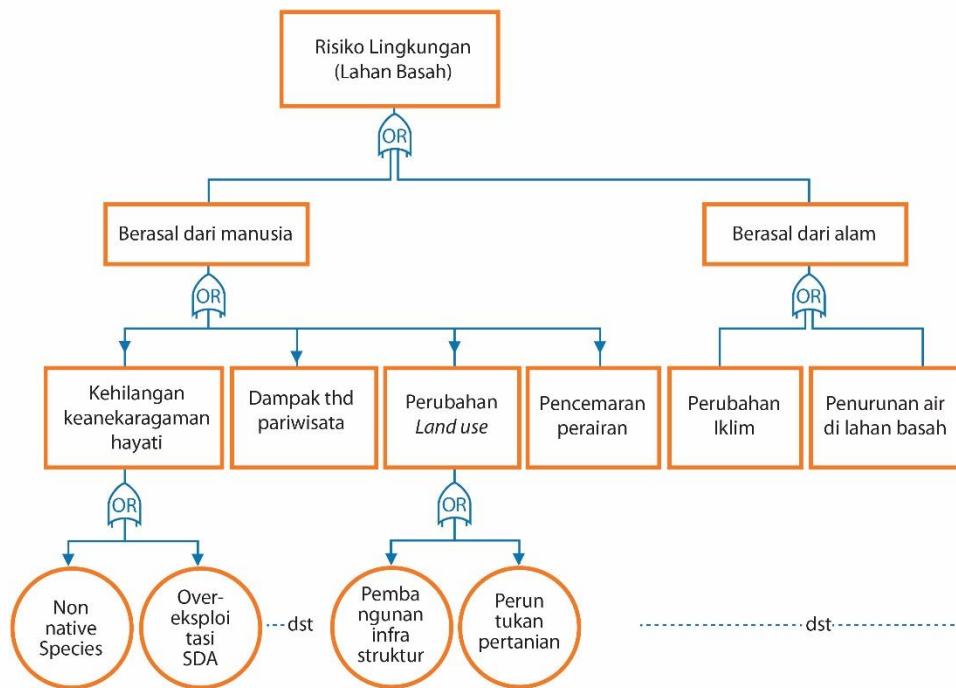 Risiko Lingkungan
(Lahan Basah)
OR
Berasal dari manusia
Berasal dari alam
OR
OR
Kehilangan
keanekaragaman
hayati
Dampak thd
pariwisata
Perubahan
Land use
Pencemaran
perairan
Perubahan
Iklim
Penurunan air
di lahan basah
OR
OR
Non
native
Species
Over-
eksploi
tasi
SDA
dst
Pemba
ngunan
infra
struktur
Perun
tukan
pertanian
dst